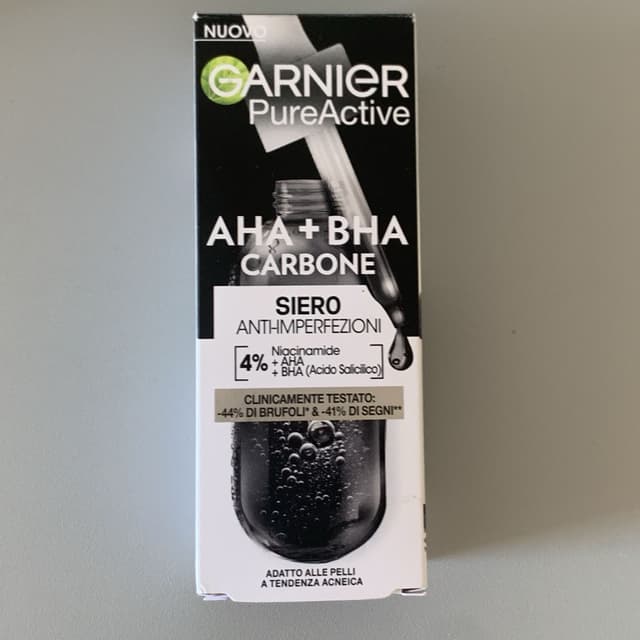 NUOVO
GARNIER
PureActive
AHA + BHA
CARBONE
SIERO
ANTI-IMPERFEZIONI
4% Niacinamide
+ AHA
+ BHA (Acido Salicilico)
CLINICAMENTE TESTATO:
-44% DI BRUFOLI* & -41% DI SEGNI**
ADATTO ALLE PELLI
A TENDENZA ACNEICA